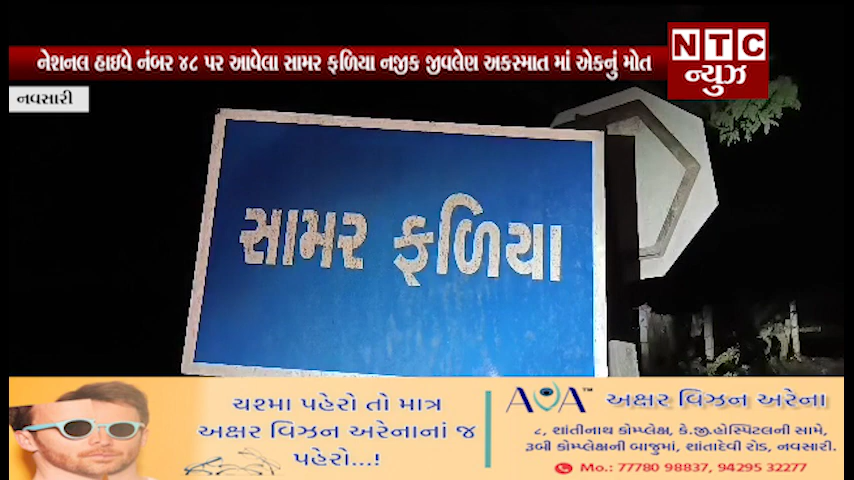 નેશનલ હાઇવે નંબર ૪૮ પર આવેલા સામર ફળિયા નજીક જીવલેણ અકસ્માત માં એકનું મોત
NTC
ન્યુઝ
નવસારી
સામર ફળિયા
ચશ્મા પહેરો તો માત્ર
અક્ષર વિઝન અરેનાનાં જ
પહેરો...!
AVA™
અક્ષર વિઝન અરેના
૮, શાંતીનાથ કોમ્પ્લેક્ષ, કે.જી.હોસ્પિટલની સામે,
રૂબી કોમ્પ્લેક્ષની બાજુમાં, શાંતાદેવી રોડ, નવસારી.
Mo.: 77780 98837, 94295 32277